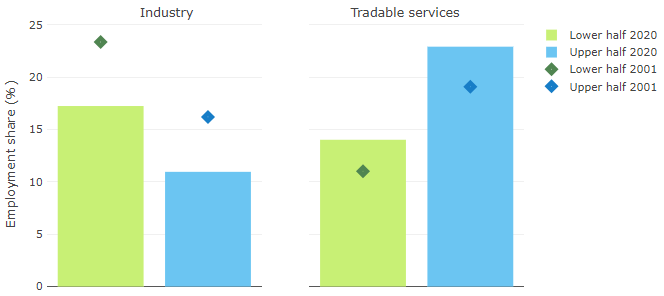 Industry
Tradable services
Employment share (%)
25
20
15
10
5
0
Lower half 2020
Upper half 2020
Lower half 2001
Upper half 2001